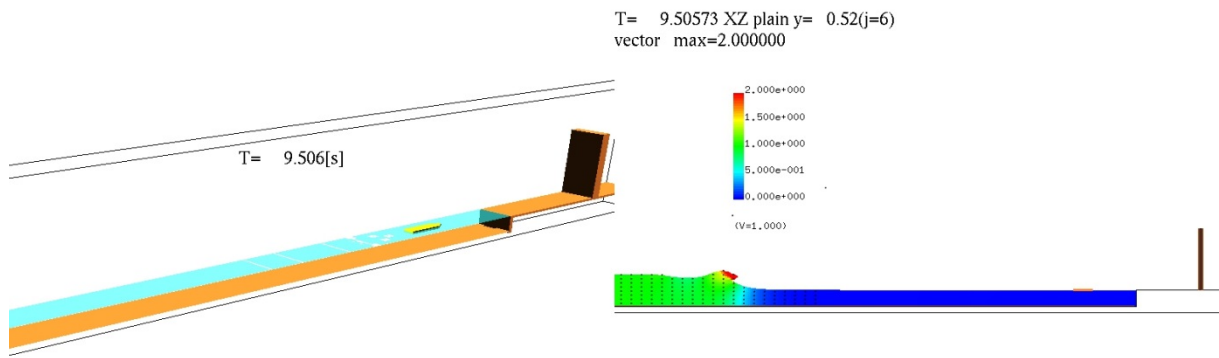 T= 9.506[s]
T= 9.50573 XZ plain y= 0.52(j=6)
vector max=2.000000
2.000e+000
1.500e+000
1.000e+000
5.000e-001
0.000e+000
(V=1.000)